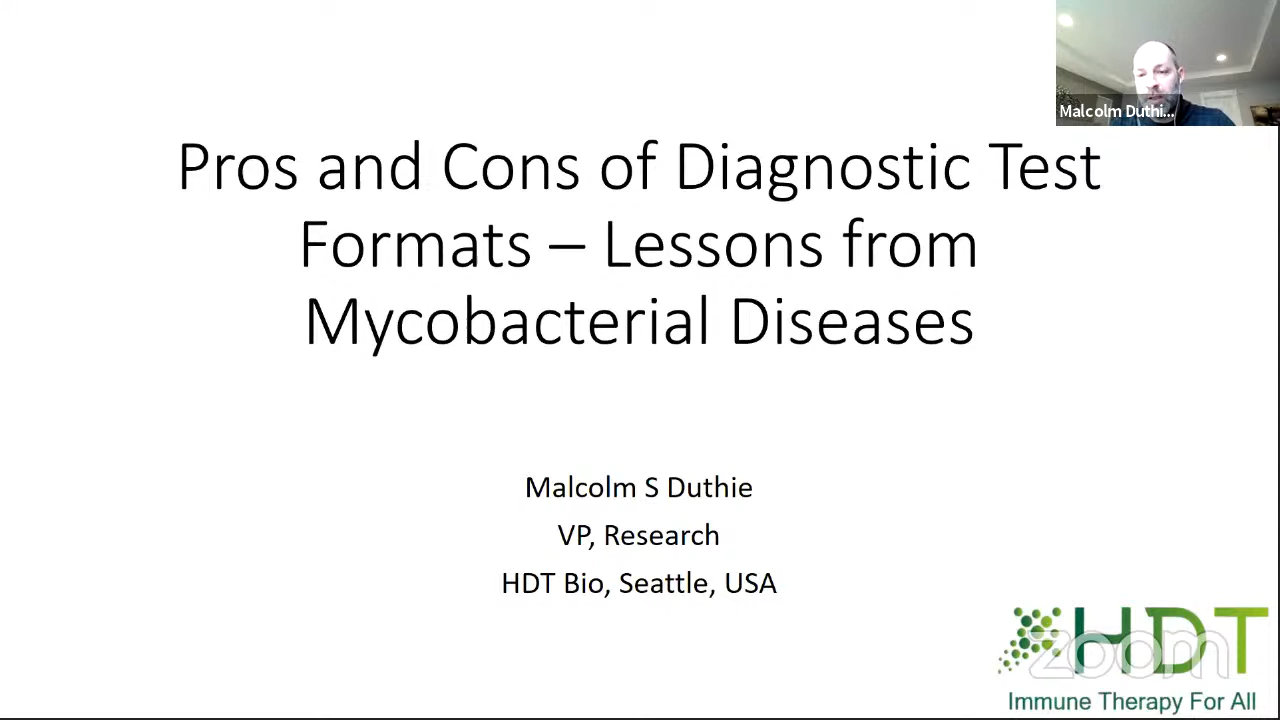 Malcolm Duthi...
Pros and Cons of Diagnostic Test
Formats – Lessons from
Mycobacterial Diseases
Malcolm S Duthie
VP, Research
HDT Bio, Seattle, USA
HDT
zoom
Immune Therapy For All